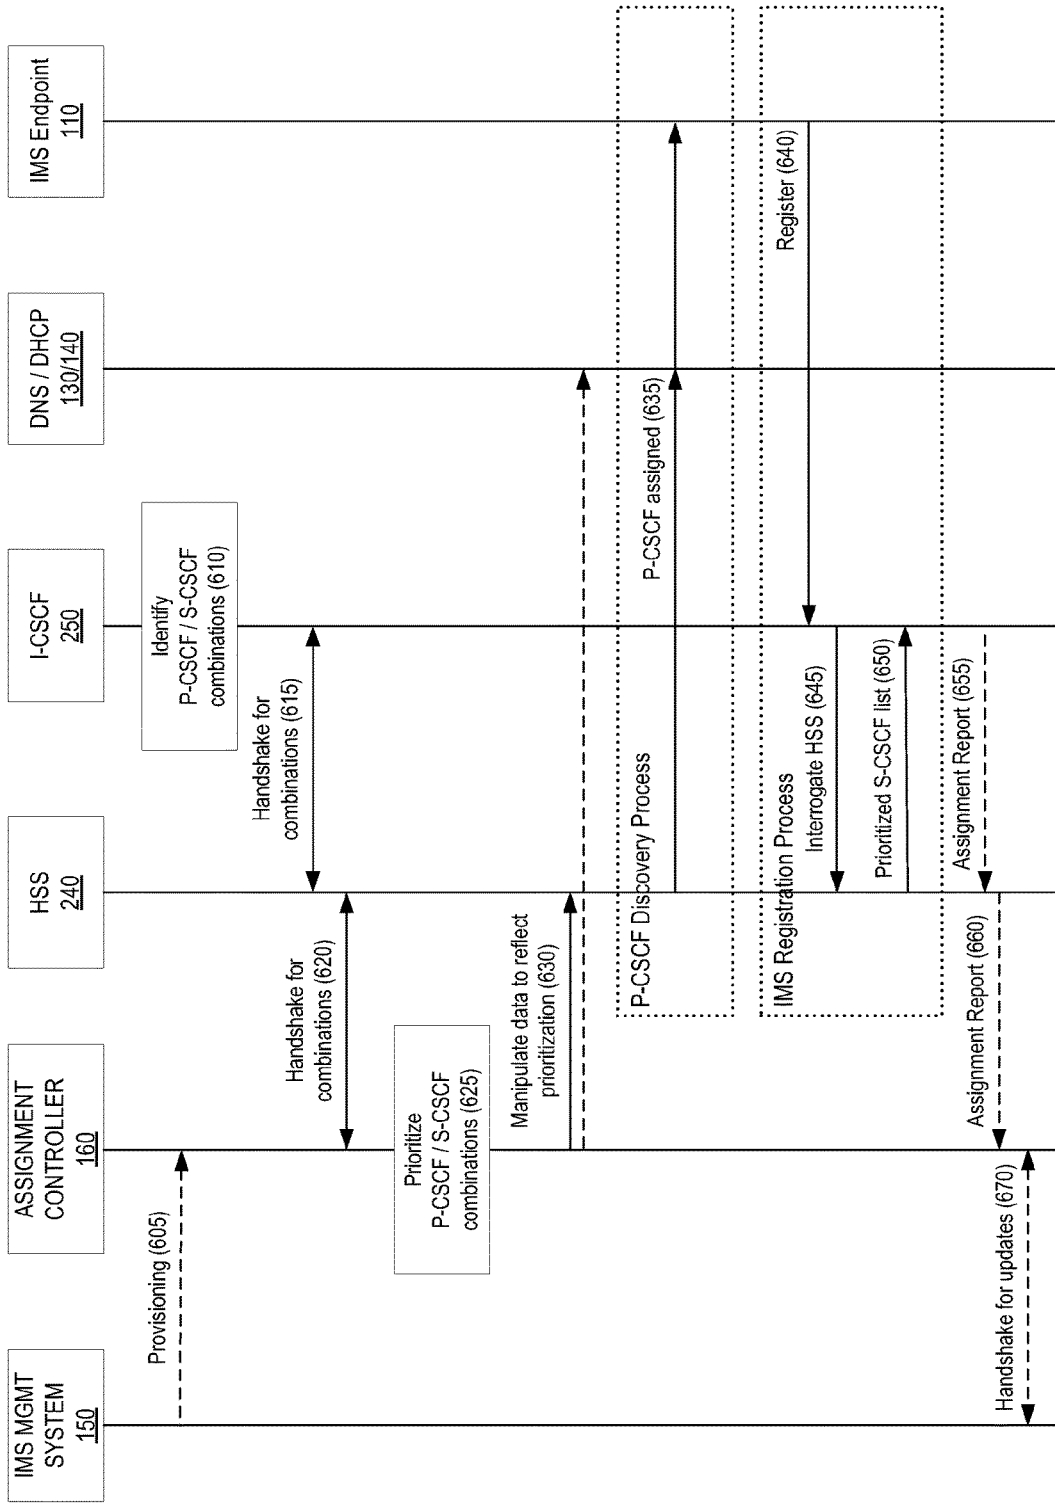 IMS MGMT
SYSTEM
150
ASSIGNMENT
CONTROLLER
160
HSS
240
I-CSCF
250
DNS / DHCP
130/140
IMS Endpoint
110
Provisioning (605)
Identify
P-CSCF / S-CSCF
combinations (610)
Handshake for
combinations (615)
Handshake for
combinations (620)
Prioritize
P-CSCF / S-CSCF
combinations (625)
Manipulate data to reflect
prioritization (630)
P-CSCF Discovery Process
P-CSCF assigned (635)
IMS Registration Process
Register (640)
Interrogate HSS (645)
Prioritized S-CSCF list (650)
Assignment Report (655)
Assignment Report (660)
Handshake for updates (670)